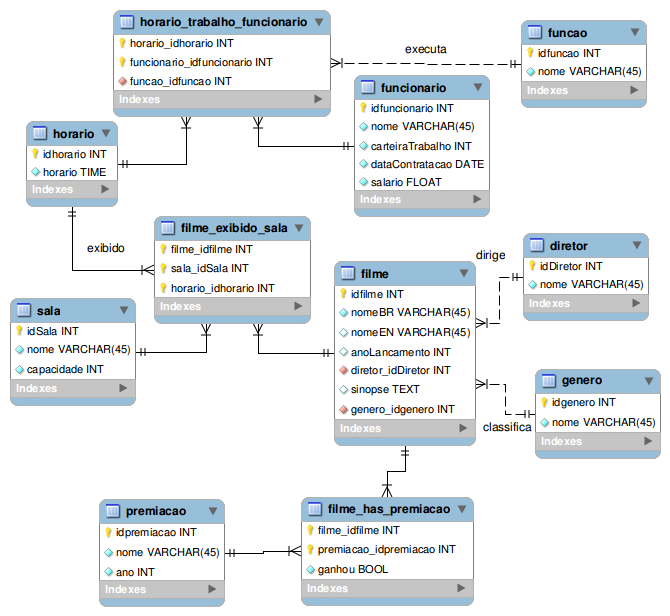 horario_trabalho_funcionario
horario_idhorario INT
funcionario_idfuncionario INT
funcao_idfuncao INT
Indexes
executa
funcao
idfuncao INT
nome VARCHAR(45)
Indexes
funcionario
idfuncionario INT
nome VARCHAR(45)
carteiraTrabalho INT
dataContratacao DATE
salario FLOAT
Indexes
horario
idhorario INT
horario TIME
Indexes
exibido
filme_exibido_sala
filme_idfilme INT
sala_idSala INT
horario_idhorario INT
Indexes
filme
idfilme INT
nomeBR VARCHAR(45)
nomeEN VARCHAR(45)
anoLancamento INT
diretor_idDiretor INT
sinopse TEXT
genero_idgenero INT
Indexes
dirige
diretor
idDiretor INT
nome VARCHAR(45)
Indexes
sala
idSala INT
nome VARCHAR(45)
capacidade INT
Indexes
genero
idgenero INT
nome VARCHAR(45)
Indexes
classifica
premiacao
idpremiacao INT
nome VARCHAR(45)
ano INT
Indexes
filme_has_premiacao
filme_idfilme INT
premiacao_idpremiacao INT
ganhou BOOL
Indexes